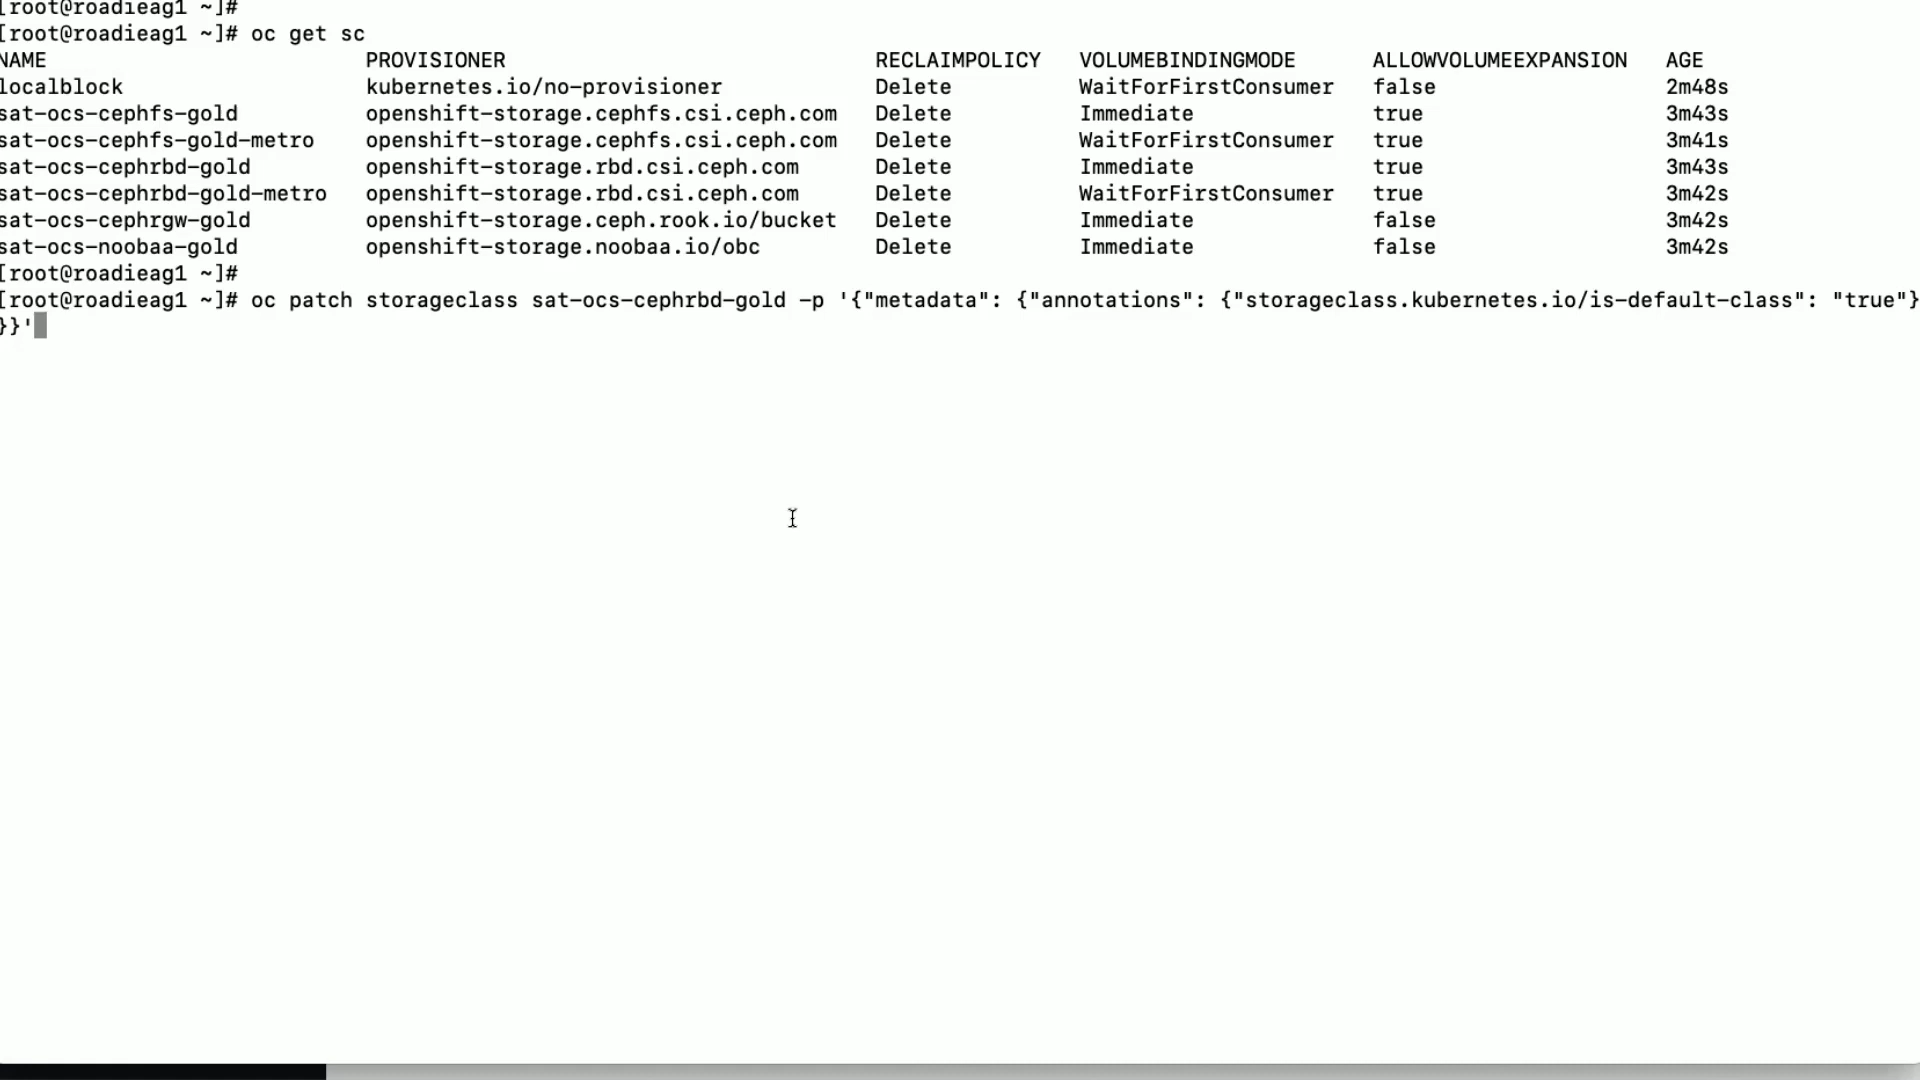 [root@roadieag1 ~]#
[root@roadieag1 ~]# oc get sc
NAME PROVISIONER RECLAIMPOLICY VOLUMEBINDINGMODE ALLOWVOLUMEEXPANSION AGE
localblock kubernetes.io/no-provisioner Delete WaitForFirstConsumer false 2m48s
sat-ocs-cephfs-gold openshift-storage.cephfs.csi.ceph.com Delete Immediate true 3m43s
sat-ocs-cephfs-gold-metro openshift-storage.cephfs.csi.ceph.com Delete WaitForFirstConsumer true 3m41s
sat-ocs-cephrbd-gold openshift-storage.rbd.csi.ceph.com Delete Immediate true 3m43s
sat-ocs-cephrbd-gold-metro openshift-storage.rbd.csi.ceph.com Delete WaitForFirstConsumer true 3m42s
sat-ocs-cephrgw-gold openshift-storage.ceph.rook.io/bucket Delete Immediate false 3m42s
sat-ocs-noobaa-gold openshift-storage.noobaa.io/obc Delete Immediate false 3m42s
[root@roadieag1 ~]#
[root@roadieag1 ~]# oc patch storageclass sat-ocs-cephrbd-gold -p '{"metadata": {"annotations": {"storageclass.kubernetes.io/is-default-class": "true"}
}}'